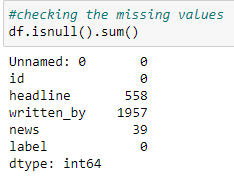 #checking the missing values
df.isnull().sum()
Unnamed: 0 0
id 0
headline 558
written_by 1957
news 39
label 0
dtype: int64